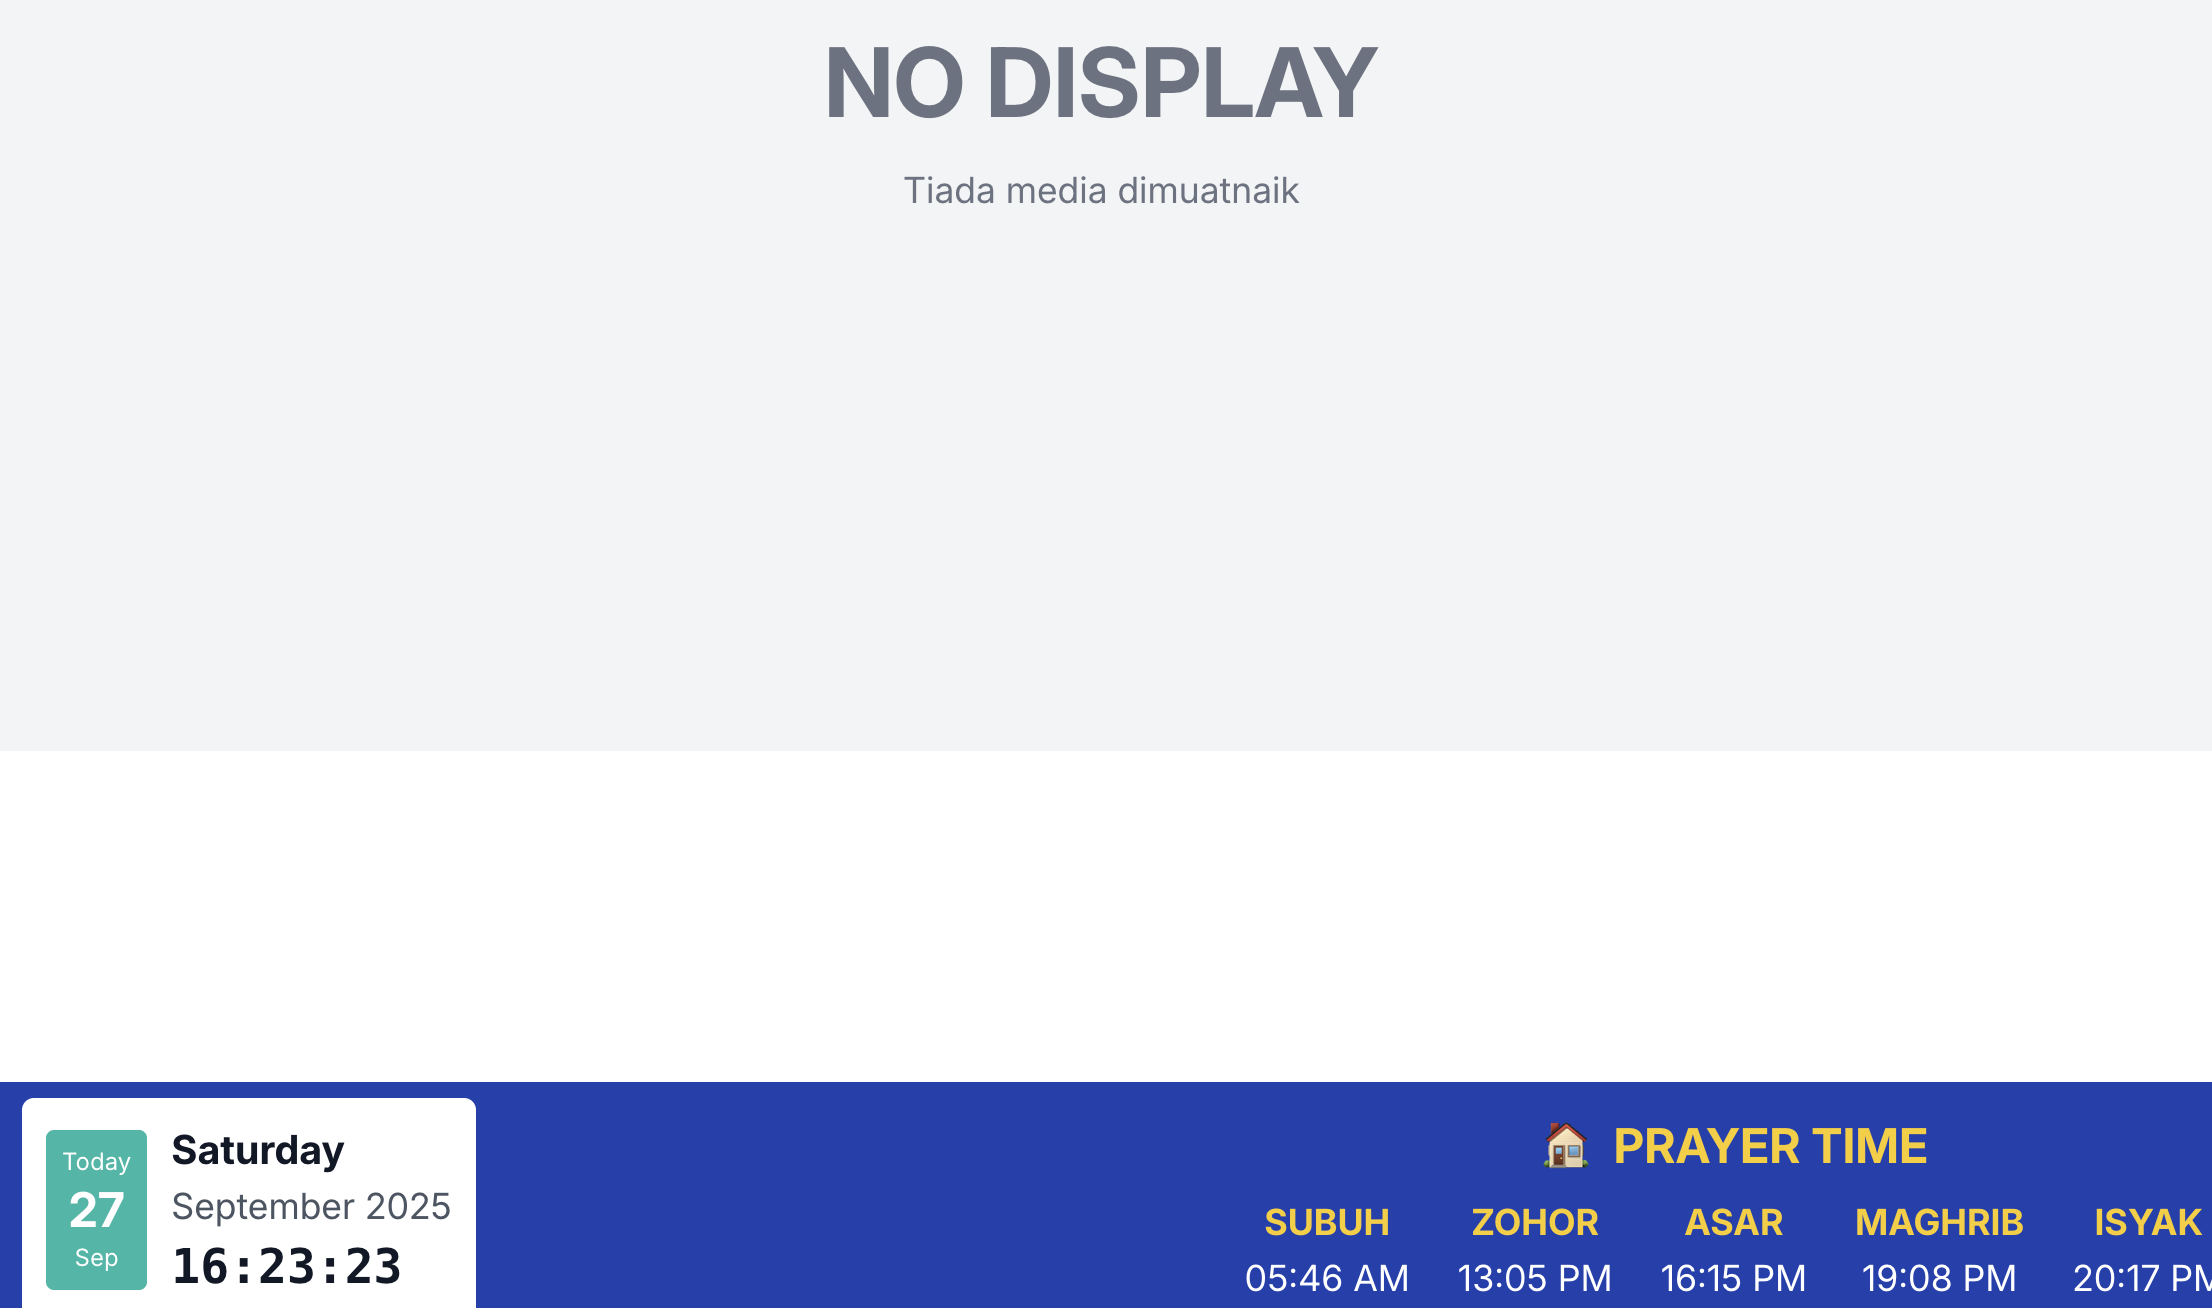 NO DISPLAY
Tiada media dimuatnaik
Today
27
Sep
Saturday
September 2025
16:23:23
PRAYER TIME
SUBUH ZOHOR ASAR MAGHRIB ISYAK
05:46 AM 13:05 PM 16:15 PM 19:08 PM 20:17 PM